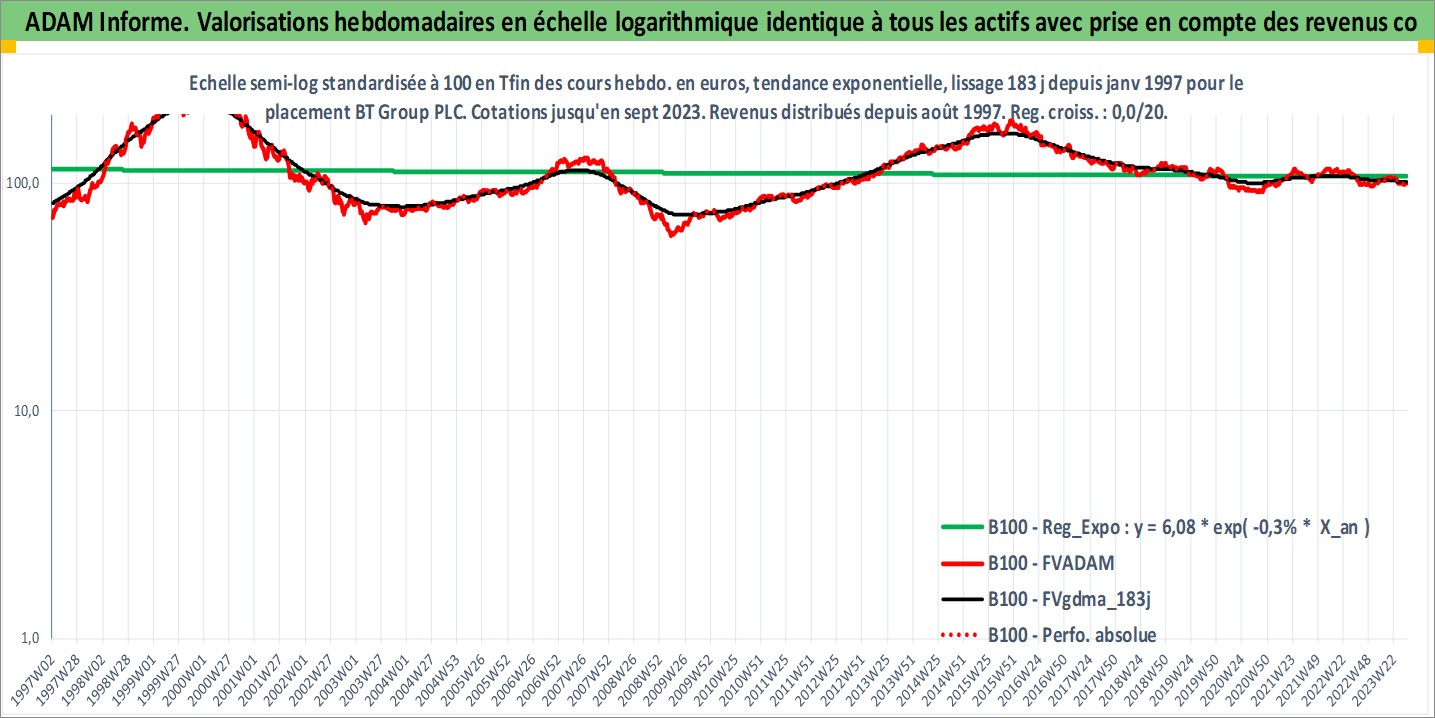 ADAM Informe. Valorisations hebdomadaires en échelle logarithmique identique à tous les actifs avec prise en compte des revenus co
Echelle semi-log standardisée à 100 en Tfin des cours hebdo. en euros, tendance exponentielle, lissage 183 j depuis janv 1997 pour le
placement BT Group PLC. Cotations jusqu'en sept 2023. Revenus distribués depuis août 1997. Reg. croiss. : 0,0/20.
100,0
10,0
1,0
B100 - Reg_Expo : y = 6,08 * exp( -0,3% * X_an )
B100 - FVADAM
B100 - FVgdma_183j
B100 - Perfo. absolue
1997W02
1997W28
1998W02
1998W28
1999W01
1999W27
2000W01
2000W27
2001W01
2001W27
2002W01
2002W27
2003W01
2003W27
2004W01
2004W27
2004W53
2005W26
2005W52
2006W26
2006W52
2007W26
2007W52
2008W26
2008W52
2009W26
2009W52
2010W25
2010W51
2011W25
2011W51
2012W25
2012W51
2013W25
2013W51
2014W25
2014W51
2015W25
2015W51
2016W24
2016W50
2017W24
2017W50
2018W24
2018W50
2019W24
2019W50
2020W24
2020W50
2021W23
2021W49
2022W22
2022W48
2023W22